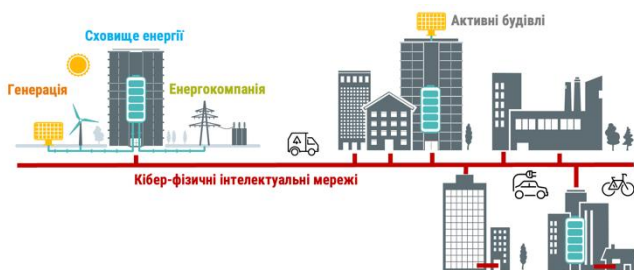 Сховище енергії
Активні будівлі
Генерація
Енергокомпанія
Кібер-фізичні інтелектуальні мережі